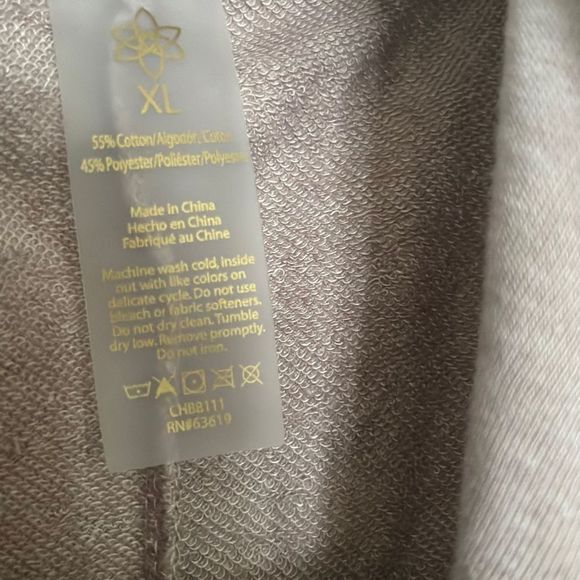 XL
55% Cotton/Algodón, Coton
45% Polyester/Poliéster/Polyester
Made in China
Hecho en China
Fabriqué au Chine
Machine wash cold, inside
out with like colors on
delicate cycle. Do not use
bleach or fabric softeners.
Do not dry clean. Tumble
dry low. Remove promptly.
Do not iron.
CHB8111
RN#63619